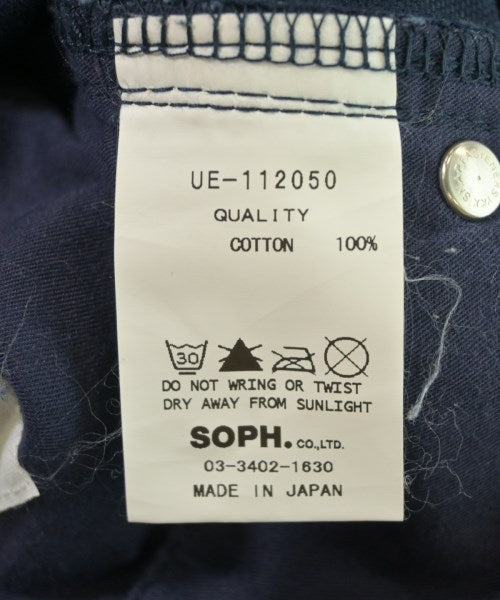 UE-112050
QUALITY
COTTON 100%
30
DO NOT WRING OR TWIST
DRY AWAY FROM SUNLIGHT
SOPH. CO.,LTD.
03-3402-1630
MADE IN JAPAN